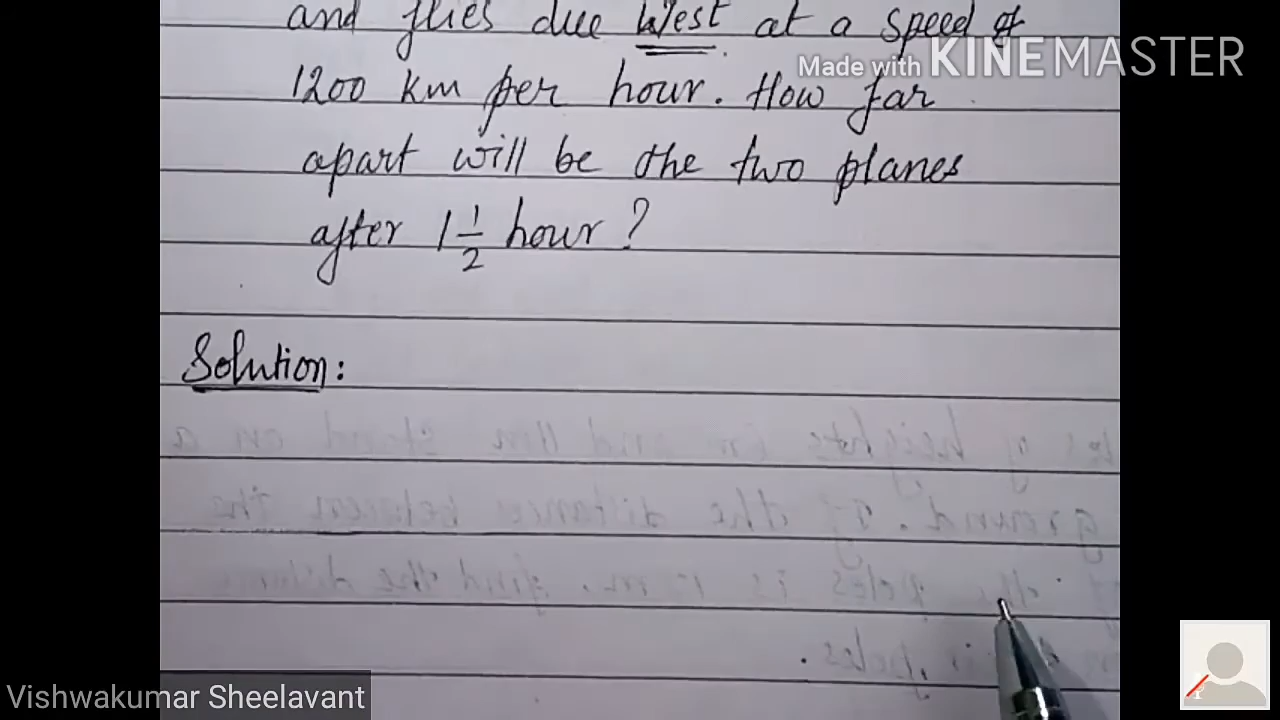 and flies due West at a speed of
Made with KINEMASTER
1200 km per hour. How far
apart will be the two planes
after 1 1/2 hour?
Solution:
Vishwakumar Sheelavant